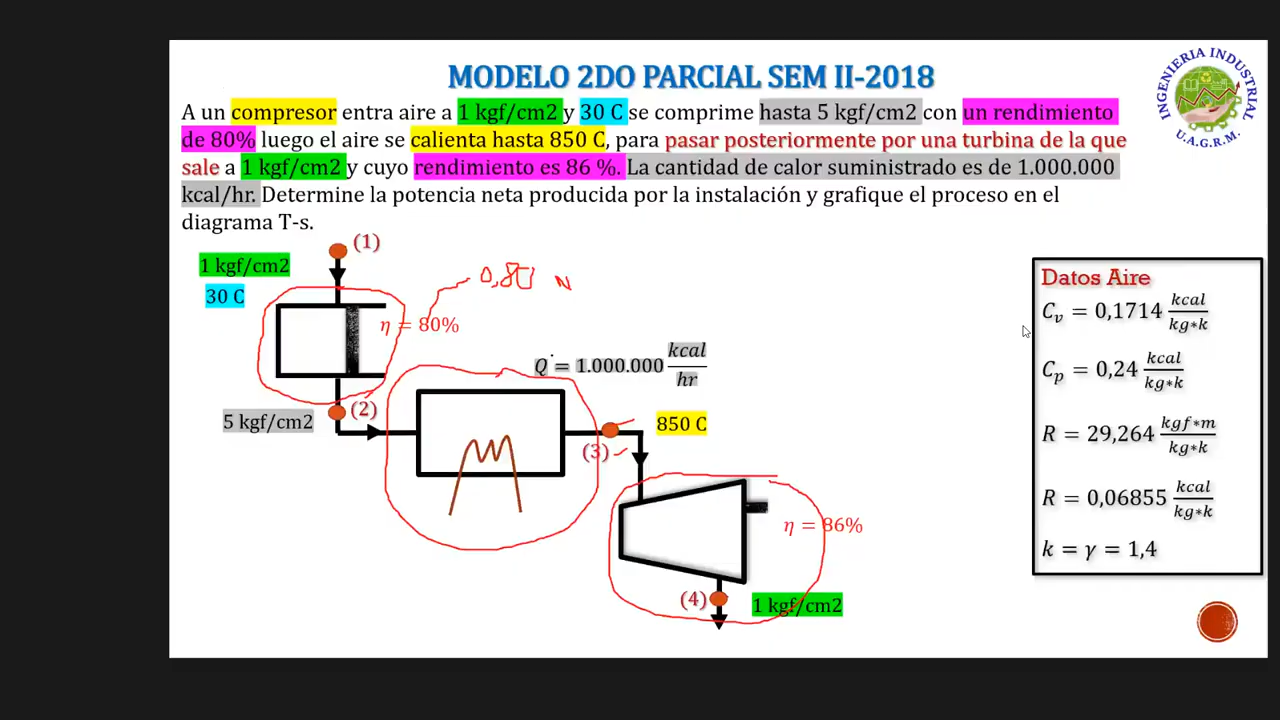 MODELO 2DO PARCIAL SEM II-2018
INGENIERIA INDUSTRIAL
U.A.G.R.M.
A un compresor entra aire a 1 kgf/cm2 y 30 C se comprime hasta 5 kgf/cm2 con un rendimiento
de 80% luego el aire se calienta hasta 850 C, para pasar posteriormente por una turbina de la que
sale a 1 kgf/cm2 y cuyo rendimiento es 86 %. La cantidad de calor suministrado es de 1.000.000
kcal/hr. Determine la potencia neta producida por la instalación y grafique el proceso en el
diagrama T-s.
(1)
1 kgf/cm2
30 C
η = 80%
Q̇ = 1.000.000 kcal/hr
(2)
5 kgf/cm2
850 C
(3)
η = 86%
(4)
1 kgf/cm2
Datos Aire
Cv = 0,1714 kcal/kg∗k
Cp = 0,24 kcal/kg∗k
R = 29,264 kgf∗m/kg∗k
R = 0,06855 kcal/kg∗k
k = γ = 1,4